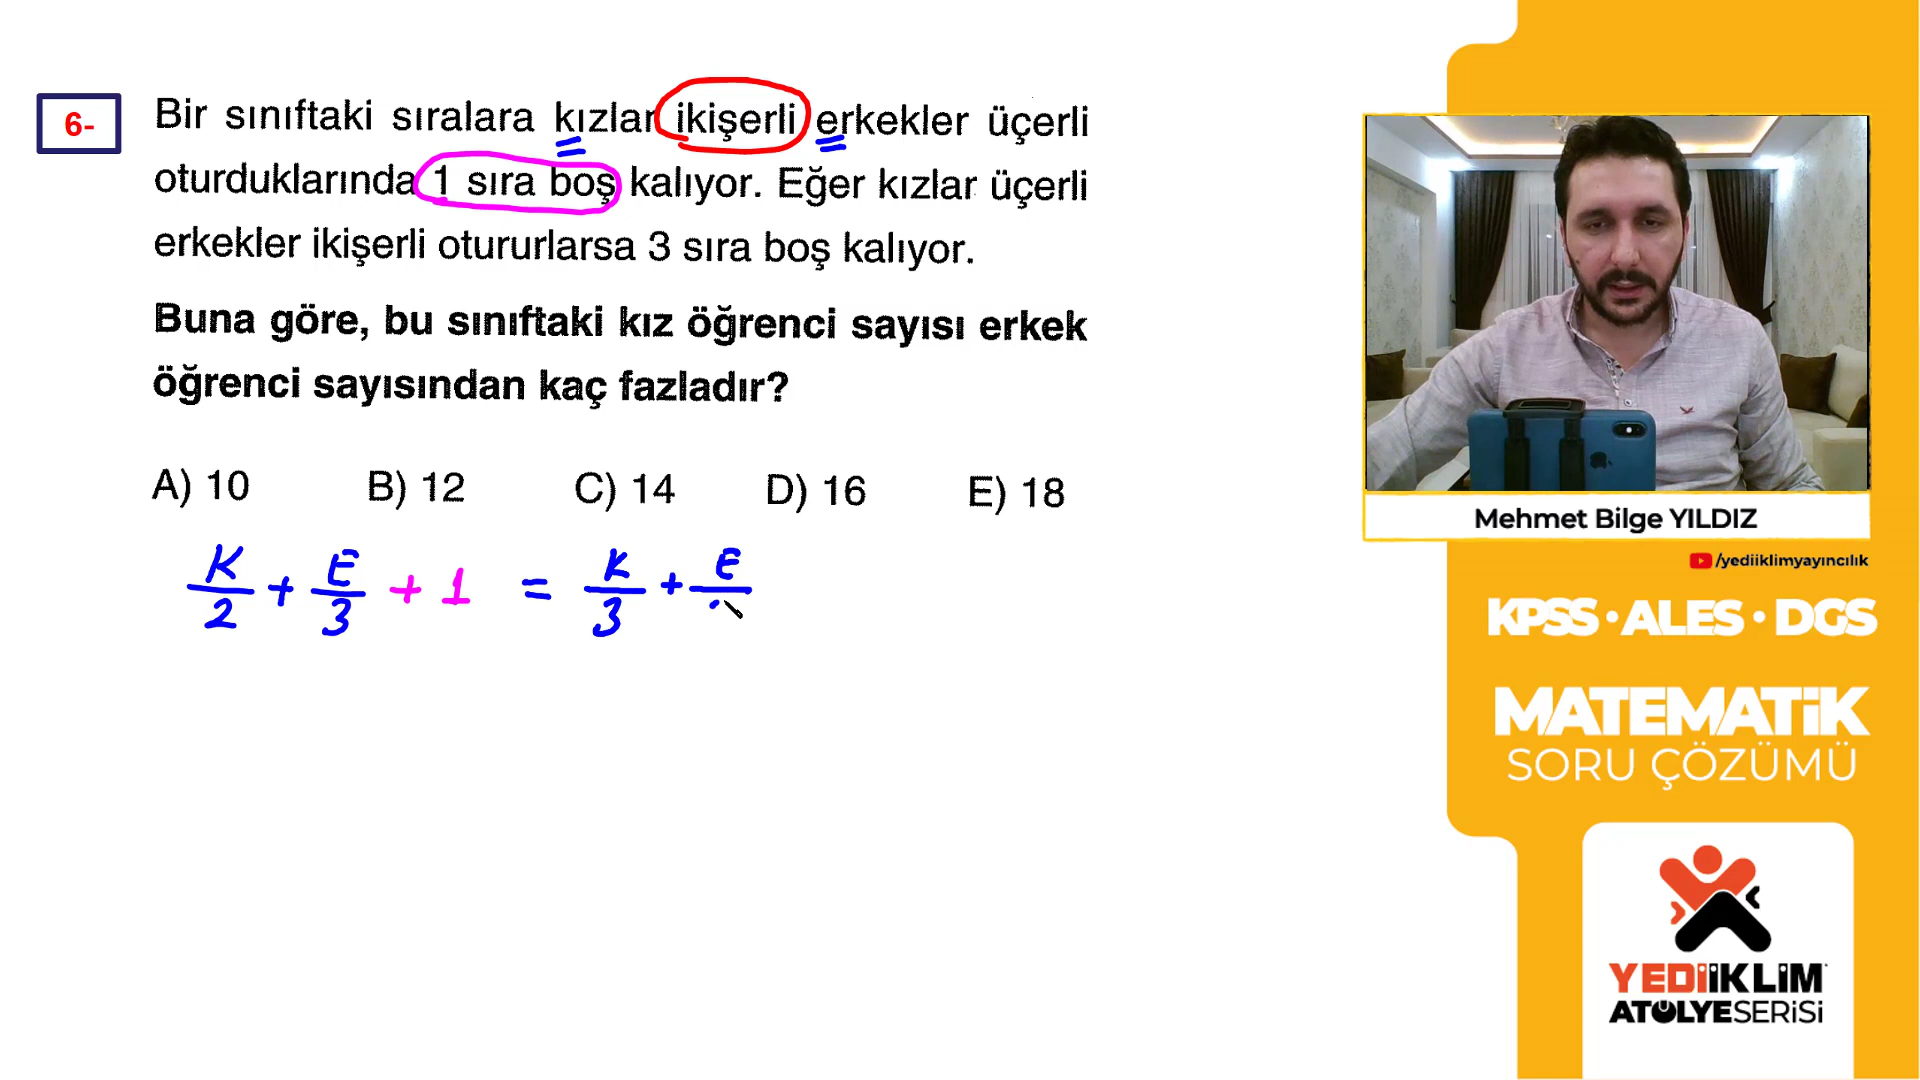 6-
Bir sınıftaki sıralara kızlar ikişerli erkekler üçerli
oturduklarında 1 sıra boş kalıyor. Eğer kızlar üçerli
erkekler ikişerli otururlarsa 3 sıra boş kalıyor.
Buna göre, bu sınıftaki kız öğrenci sayısı erkek
öğrenci sayısından kaç fazladır?
A) 10 B) 12 C) 14 D) 16 E) 18
K/2 + E/3 + 1 = K/3 + E/
Mehmet Bilge YILDIZ
/yediiklimyayıncılık
KPSS • ALES • DGS
MATEMATİK
SORU ÇÖZÜMÜ
YEDİİKLİM
ATÖLYESERİSİ